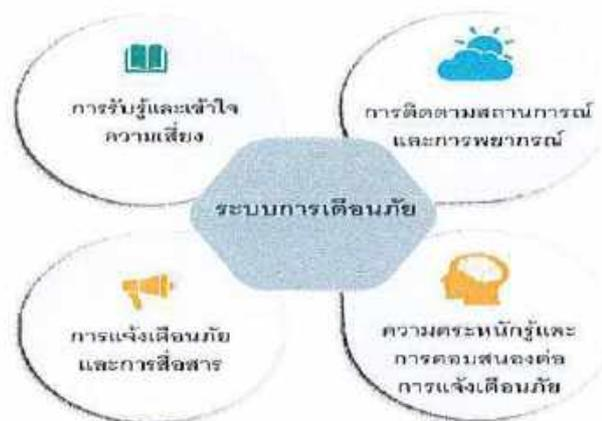 การรับรู้และเข้าใจ
ความเสี่ยง
การติดตามสถานการณ์
และการพยากรณ์
ระบบการเตือนภัย
การแจ้งเตือนภัย
และการสื่อสาร
ความตระหนักรู้และ
การตอบสนองต่อ
การแจ้งเตือนภัย